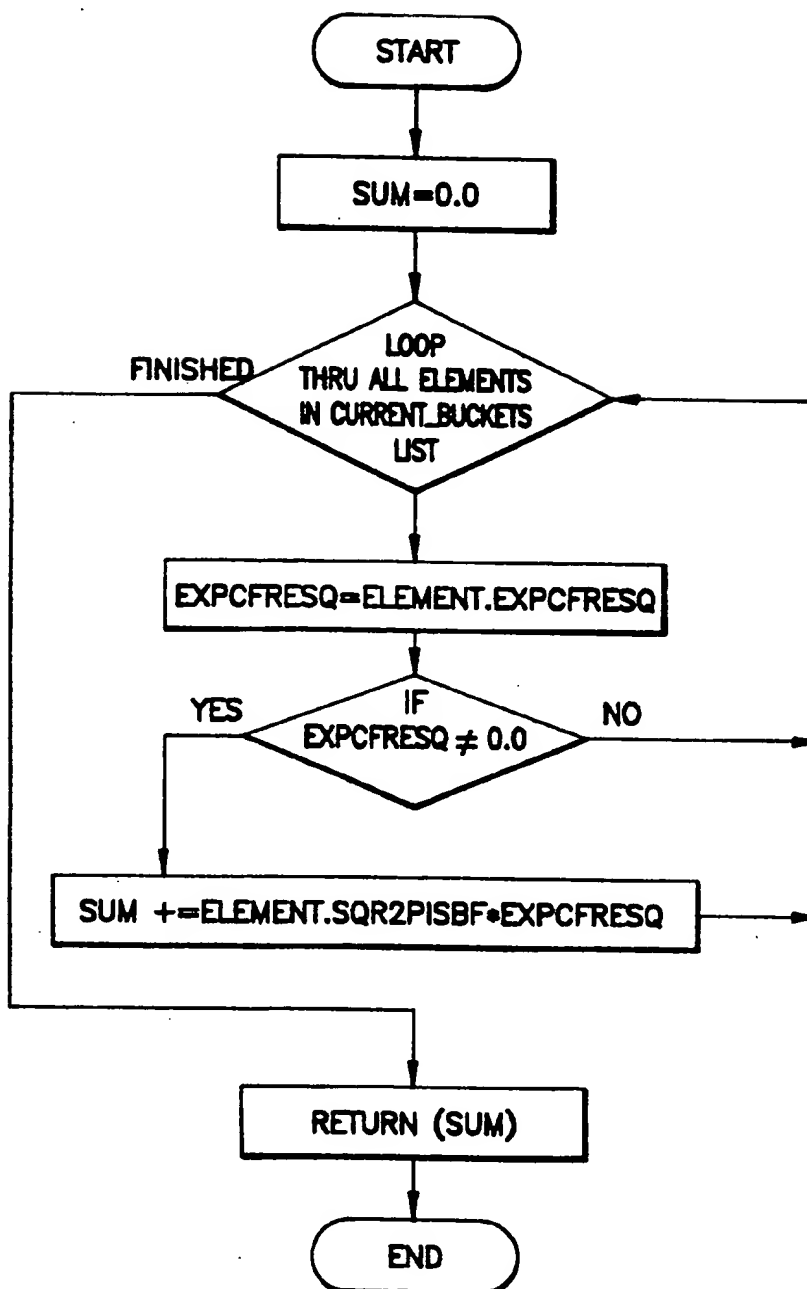 START
SUM=0.0
FINISHED
LOOP
THRU ALL ELEMENTS
IN CURRENT_BUCKETS
LIST
EXPCFRESQ=ELEMENT.EXPCFRESQ
YES
IF
EXPCFRESQ ≠ 0.0
NO
SUM +=ELEMENT.SQR2PISBF*EXPCFRESQ
RETURN (SUM)
END